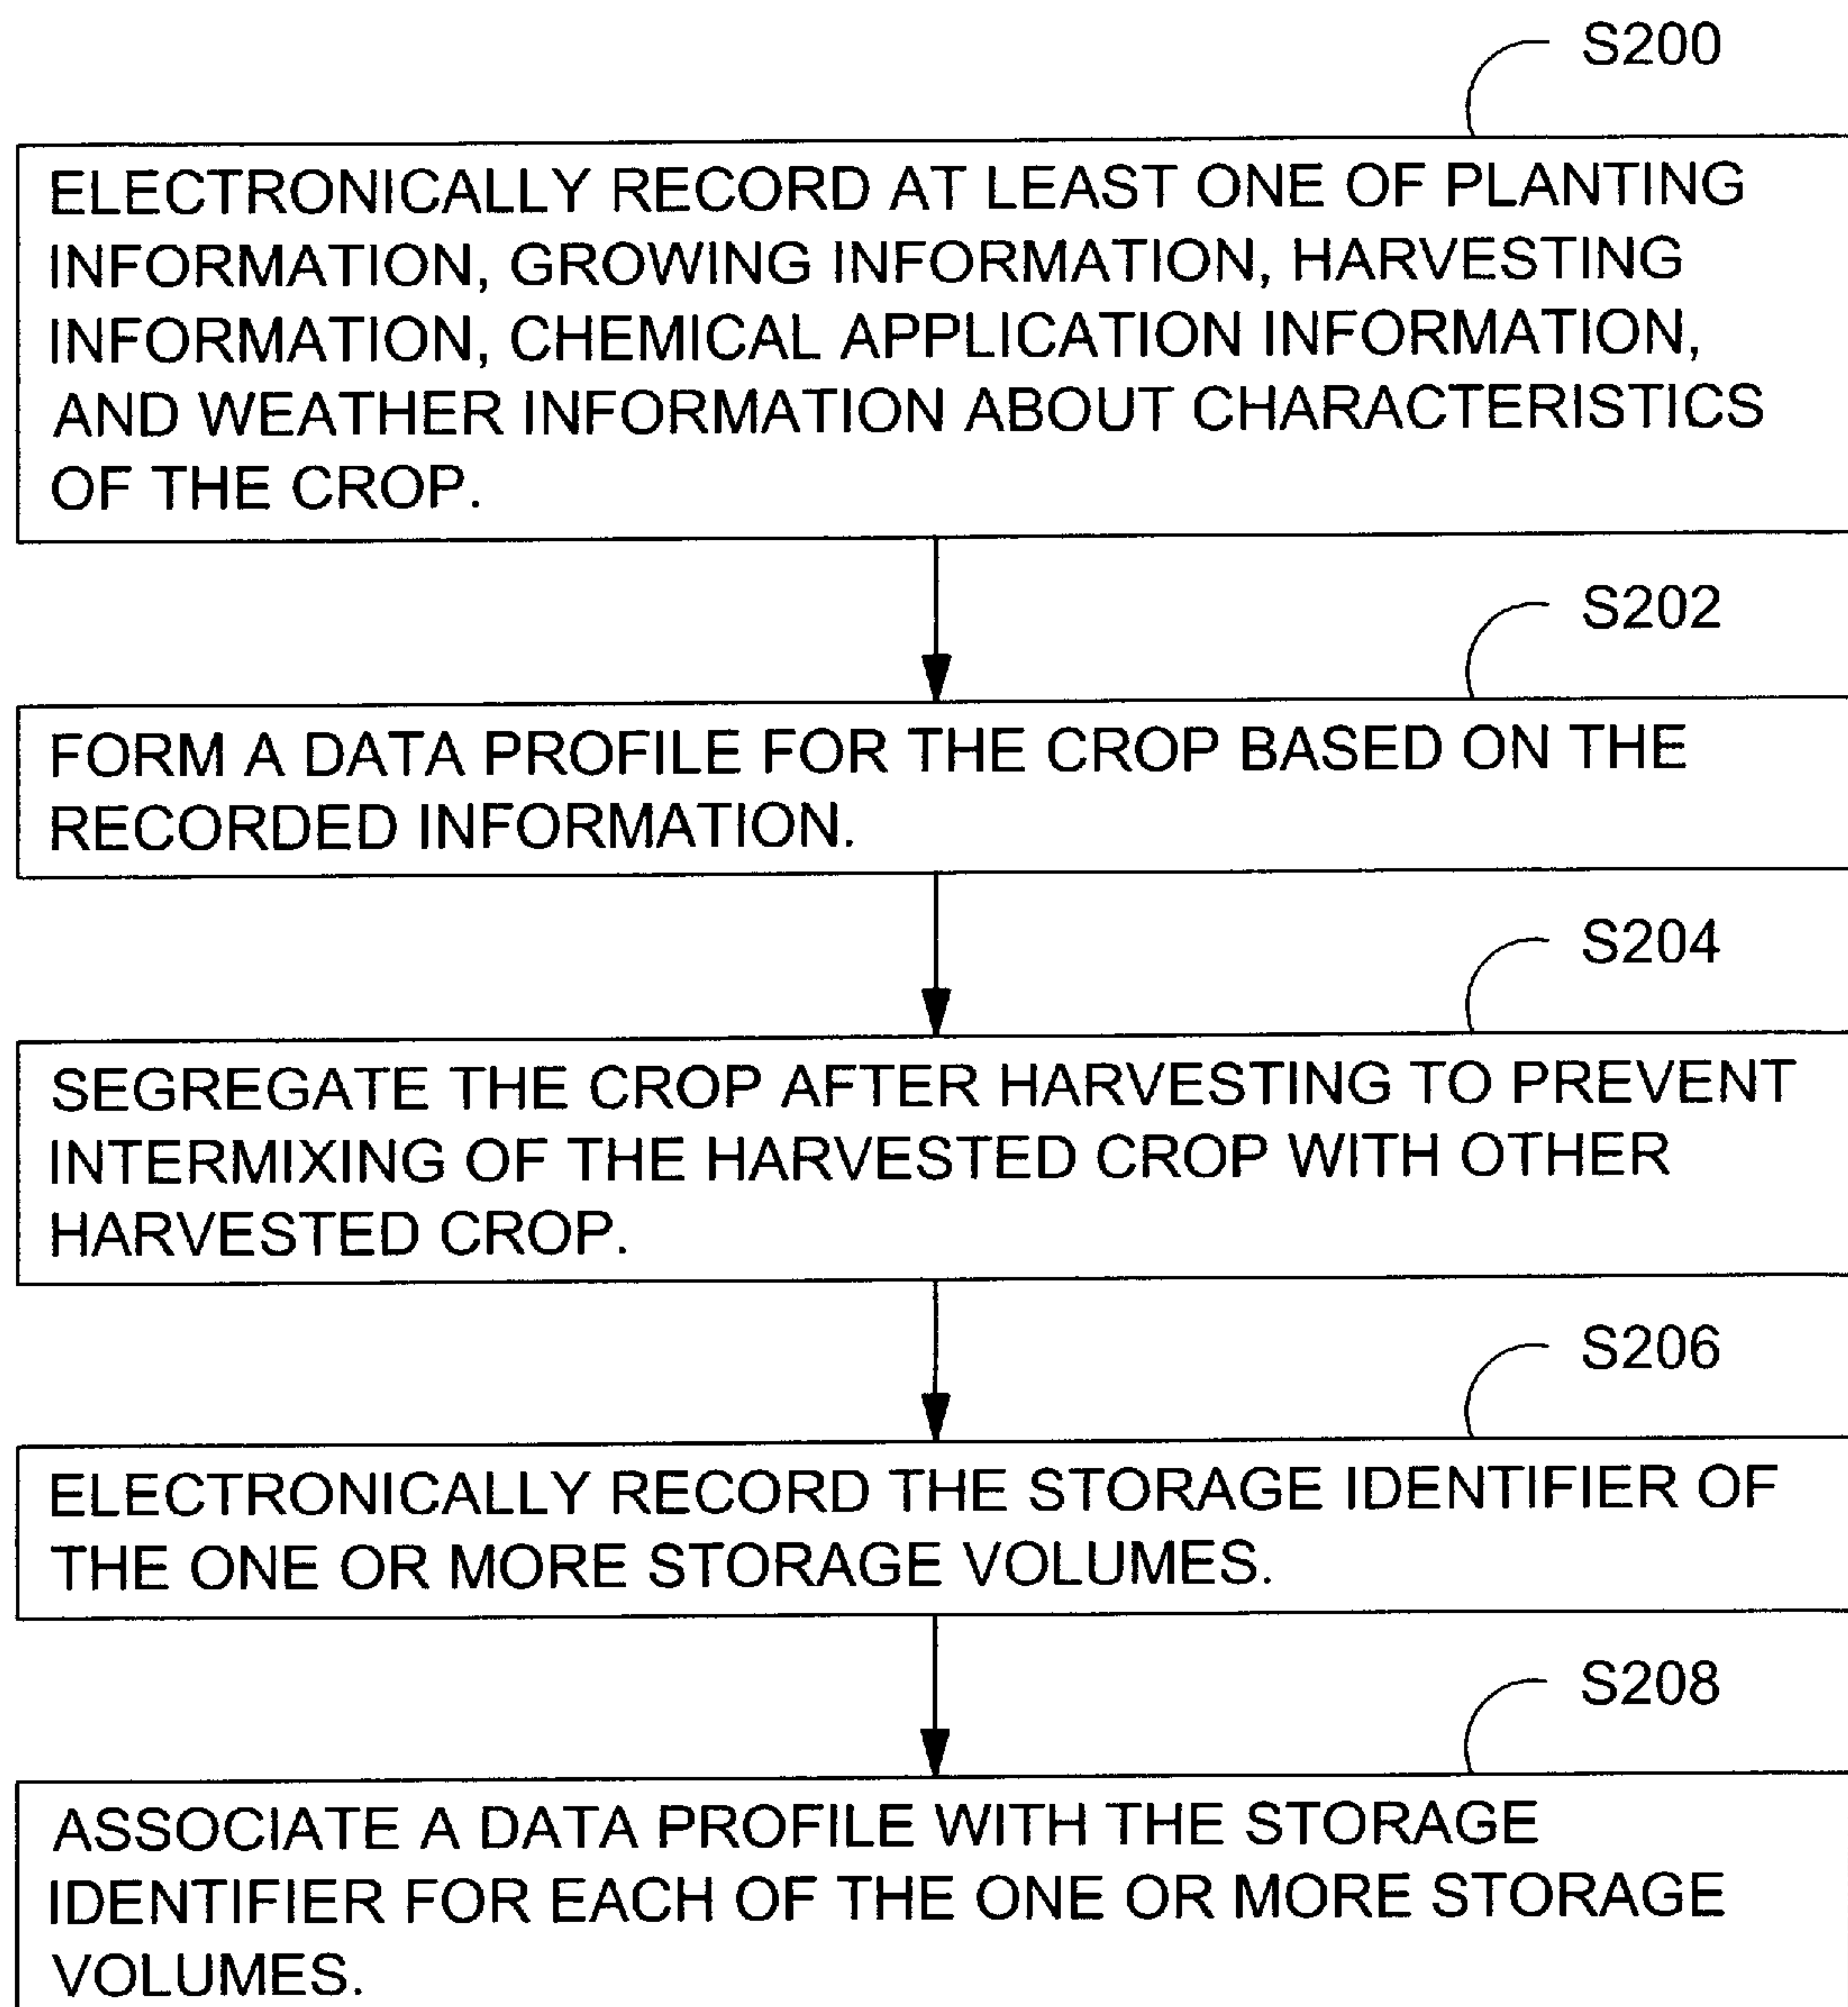 S200
ELECTRONICALLY RECORD AT LEAST ONE OF PLANTING
INFORMATION, GROWING INFORMATION, HARVESTING
INFORMATION, CHEMICAL APPLICATION INFORMATION,
AND WEATHER INFORMATION ABOUT CHARACTERISTICS
OF THE CROP.
S202
FORM A DATA PROFILE FOR THE CROP BASED ON THE
RECORDED INFORMATION.
S204
SEGREGATE THE CROP AFTER HARVESTING TO PREVENT
INTERMIXING OF THE HARVESTED CROP WITH OTHER
HARVESTED CROP.
S206
ELECTRONICALLY RECORD THE STORAGE IDENTIFIER OF
THE ONE OR MORE STORAGE VOLUMES.
S208
ASSOCIATE A DATA PROFILE WITH THE STORAGE
IDENTIFIER FOR EACH OF THE ONE OR MORE STORAGE
VOLUMES.